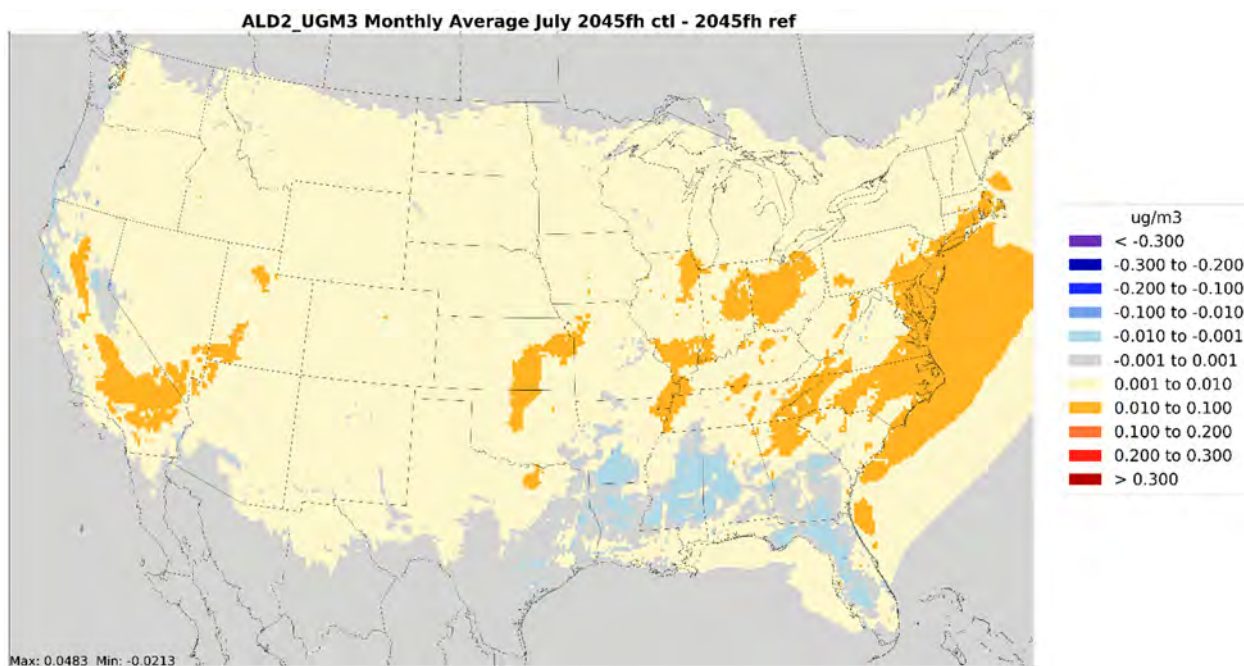 ALD2_UGM3 Monthly Average July 2045fh ctl - 2045fh ref
ug/m3
< -0.300
-0.300 to -0.200
-0.200 to -0.100
-0.100 to -0.010
-0.010 to -0.001
-0.001 to 0.001
0.001 to 0.010
0.010 to 0.100
0.100 to 0.200
0.200 to 0.300
> 0.300
Max: 0.0483 Min: -0.0213